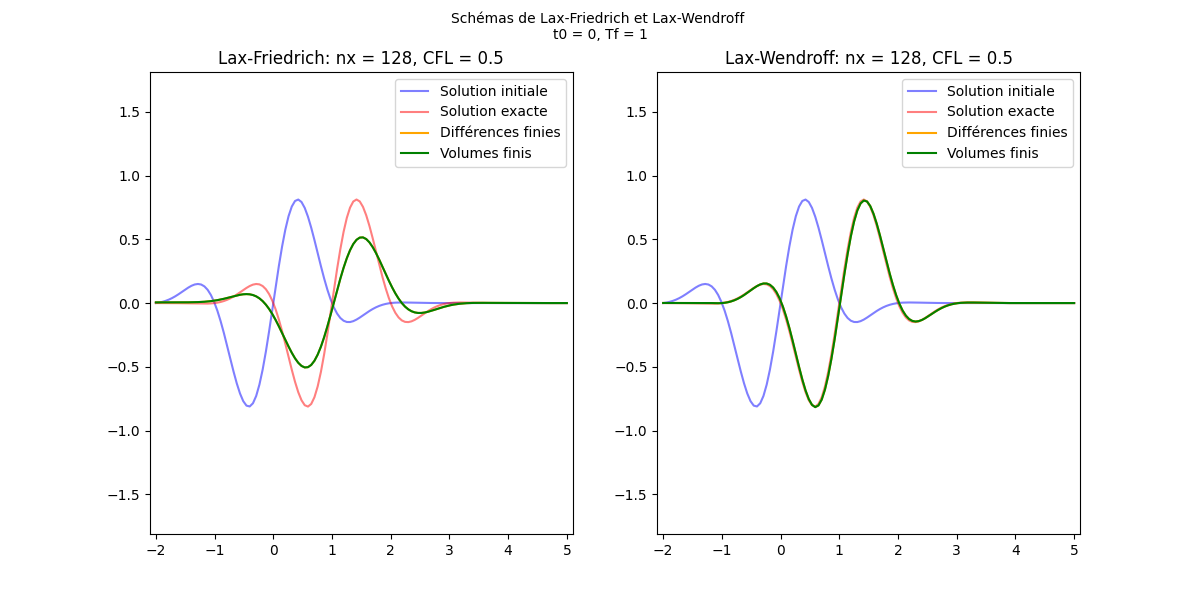 Schémas de Lax-Friedrich et Lax-Wendroff
t0 = 0, Tf = 1
Lax-Friedrich: nx = 128, CFL = 0.5
Solution initiale
Solution exacte
Différences finies
Volumes finis
1.5
1.0
0.5
0.0
−0.5
−1.0
−1.5
−2 −1 0 1 2 3 4 5
Lax-Wendroff: nx = 128, CFL = 0.5
Solution initiale
Solution exacte
Différences finies
Volumes finis
1.5
1.0
0.5
0.0
−0.5
−1.0
−1.5
−2 −1 0 1 2 3 4 5